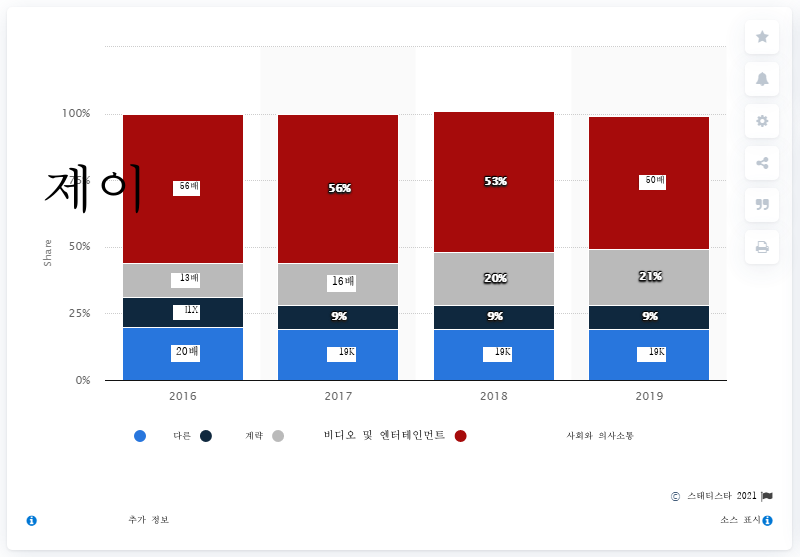 100%
제이
75%
50%
25%
0%
Share
56배
56%
53%
50배
13배
16배
20%
21%
11X
9%
9%
9%
20배
19K
19K
19K
2016
2017
2018
2019
다른
계략
비디오 및 엔터테인먼트
사회와 의사소통
© 스태티스타 2021
추가 정보
소스 표시